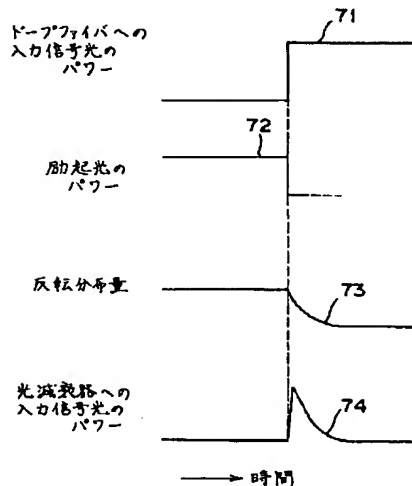 ドープファイバへの
入力信号光の
パワー
71
72
励起光の
パワー
反転分布量
73
光減衰路への
入力信号光の
パワー
74
時間